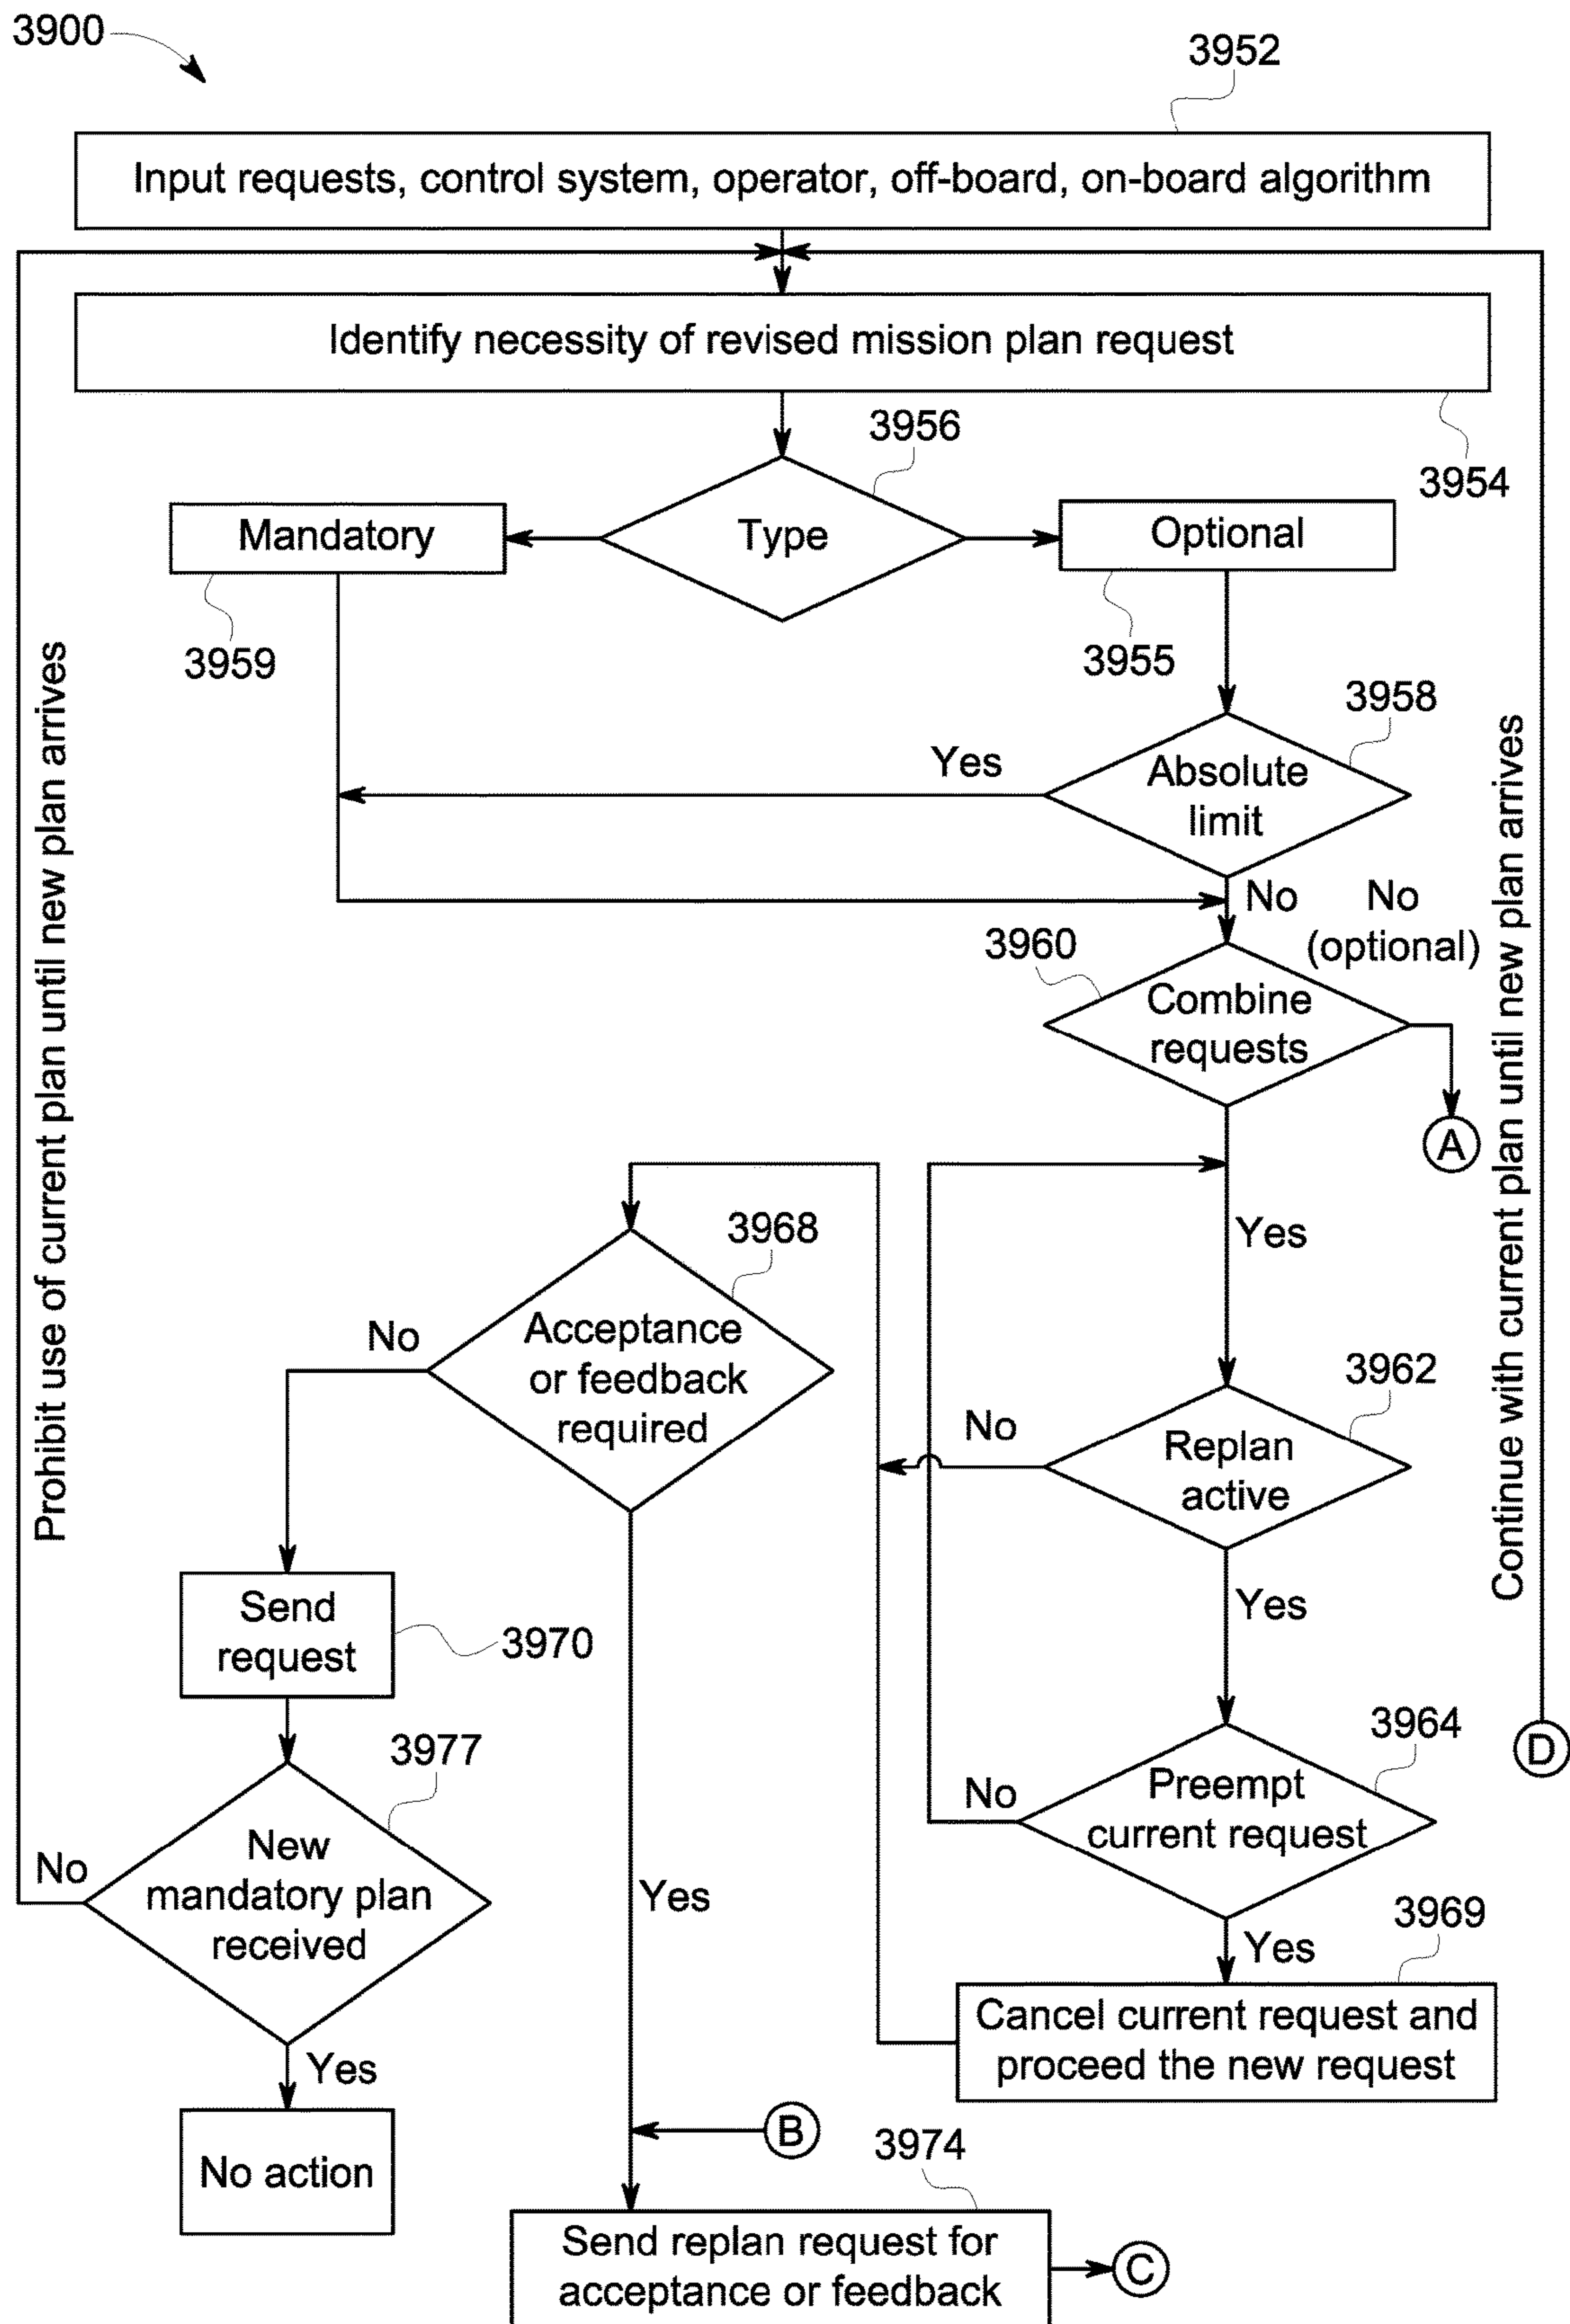 3900
3952
Input requests, control system, operator, off-board, on-board algorithm
Identify necessity of revised mission plan request
3954
3956
Mandatory
Type
Optional
3959
3955
3958
Yes
Absolute
limit
No
No
(optional)
3960
Combine
requests
A
Prohibit use of current plan until new plan arrives
Continue with current plan until new plan arrives
Yes
3968
No
Acceptance
or feedback
required
3962
No
Replan
active
Yes
Send
request
3970
3964
D
No
Preempt
current request
3977
No
New
mandatory plan
received
Yes
Yes
3969
Cancel current request and
proceed the new request
Yes
No action
B
3974
Send replan request for
acceptance or feedback
C